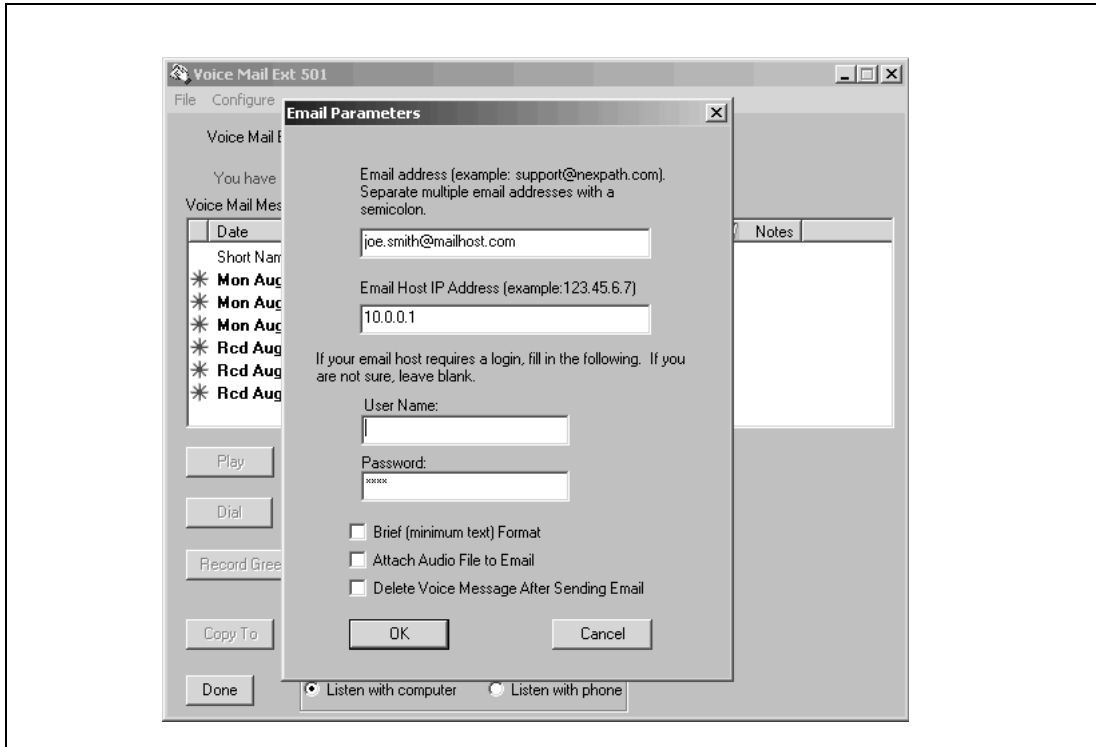 Voice Mail Ext 501
File Configure
Email Parameters
Voice Mail E
You have
Voice Mail Mes
Date
Notes
Short Nam
Mon Aug
Mon Aug
Mon Aug
Rcd Aug
Rcd Aug
Rcd Aug
Email address (example: support@nexpath.com).
Separate multiple email addresses with a
semicolon.
joe.smith@mailhost.com
Email Host IP Address (example:123.45.6.7)
10.0.0.1
If your email host requires a login, fill in the following. If you
are not sure, leave blank.
User Name:
Password:
****
Brief (minimum text) Format
Attach Audio File to Email
Delete Voice Message After Sending Email
OK
Cancel
Play
Dial
Record Gree
Copy To
Done
Listen with computer
Listen with phone